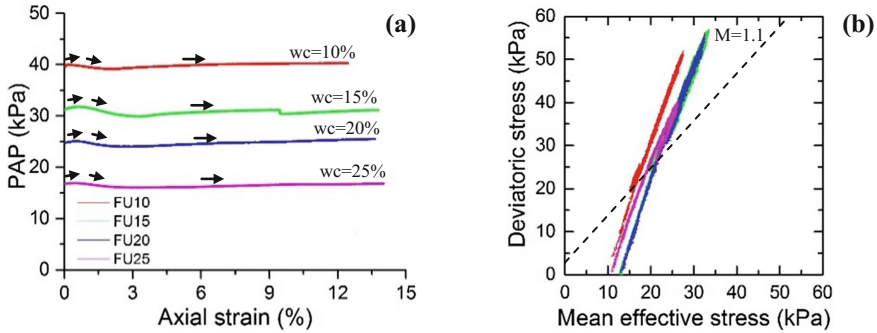 (a)
PAP (kPa)
50
40
30
20
10
0
wc=10%
wc=15%
wc=20%
wc=25%
FU10
FU15
FU20
FU25
0 3 6 9 12 15
Axial strain (%)
(b)
Deviatoric stress (kPa)
60
50
40
30
20
10
0
M=1.1
0 10 20 30 40 50 60
Mean effective stress (kPa)